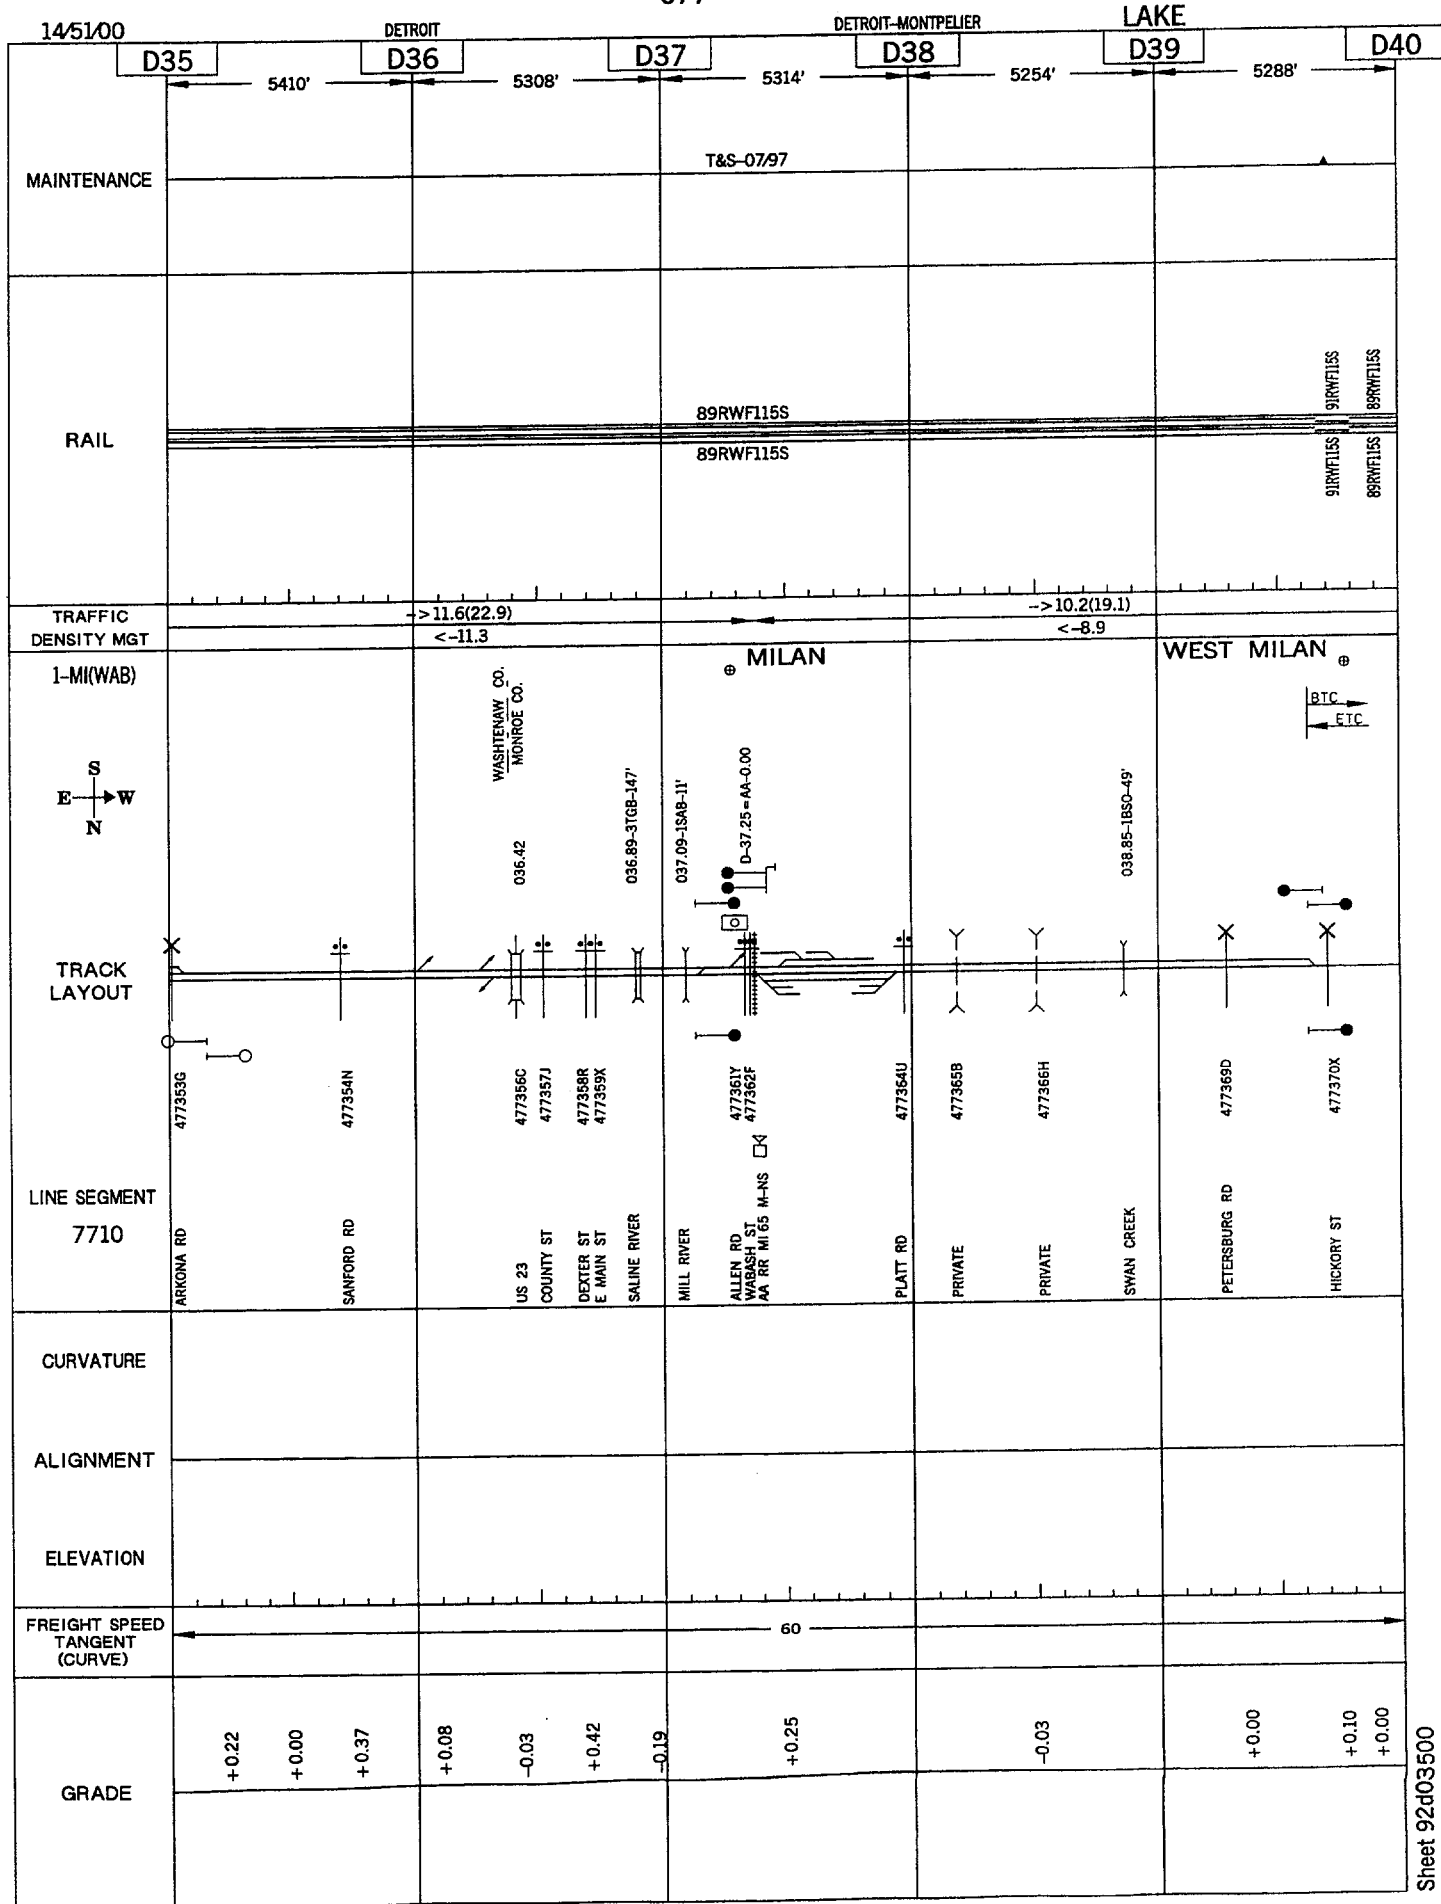 14/51/00 DETROIT DETROIT-MONTPELIER LAKE
D35 D36 D37 D38 D39 D40
5410' 5308' 5314' 5254' 5288'
MAINTENANCE
T&S-07/97
RAIL
89RWF115S
89RWF115S
91RWF115S
89RWF115S
91RWF115S
89RWF115S
TRAFFIC
DENSITY MGT
->11.6(22.9)
<-11.3
->10.2(19.1)
<-8.9
1-MI(WAB)
MILAN
WEST MILAN
WASHTENAW CO.
MONROE CO.
BTC
ETC
S
E W
N
036.42
036.89-3TGB-147'
037.09-1SAB-11'
D-37.25=AA-0.00
038.85-1BSO-49'
TRACK
LAYOUT
477353G
477354N
477356C
477357J
477358R
477359X
477361Y
477362F
477364U
477365B
477366H
477369D
477370X
LINE SEGMENT
7710
ARKONA RD
SANFORD RD
US 23
COUNTY ST
DEXTER ST
E MAIN ST
SALINE RIVER
MILL RIVER
ALLEN RD
WABASH ST
AA RR MI 65 M-NS
PLATT RD
PRIVATE
PRIVATE
SWAN CREEK
PETERSBURG RD
HICKORY ST
CURVATURE
ALIGNMENT
ELEVATION
FREIGHT SPEED
TANGENT
(CURVE)
60
GRADE
+0.22
+0.00
+0.37
+0.08
-0.03
+0.42
-0.19
+0.25
-0.03
+0.00
+0.10
+0.00
Sheet 92d03500